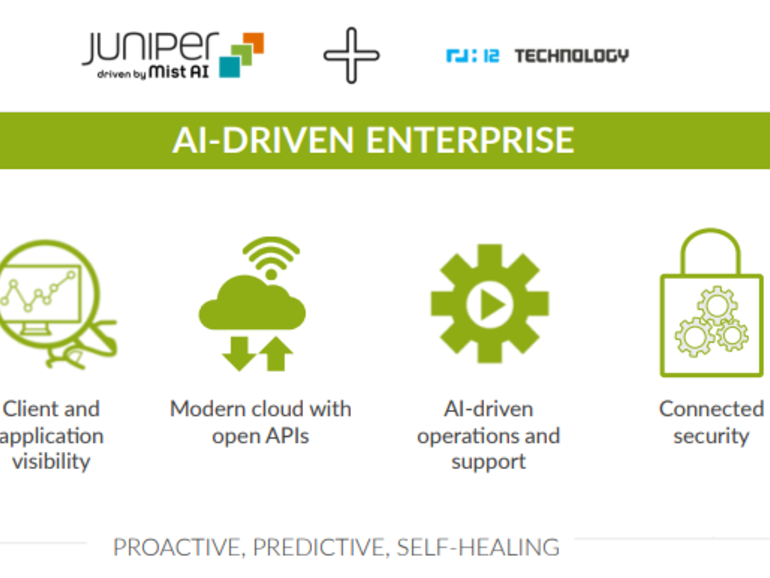 JUNIPER
driven by Mist AI
TECHNOLOGY
AI-DRIVEN ENTERPRISE
Client and
application
visibility
Modern cloud with
open APIs
AI-driven
operations and
support
Connected
security
PROACTIVE, PREDICTIVE, SELF-HEALING